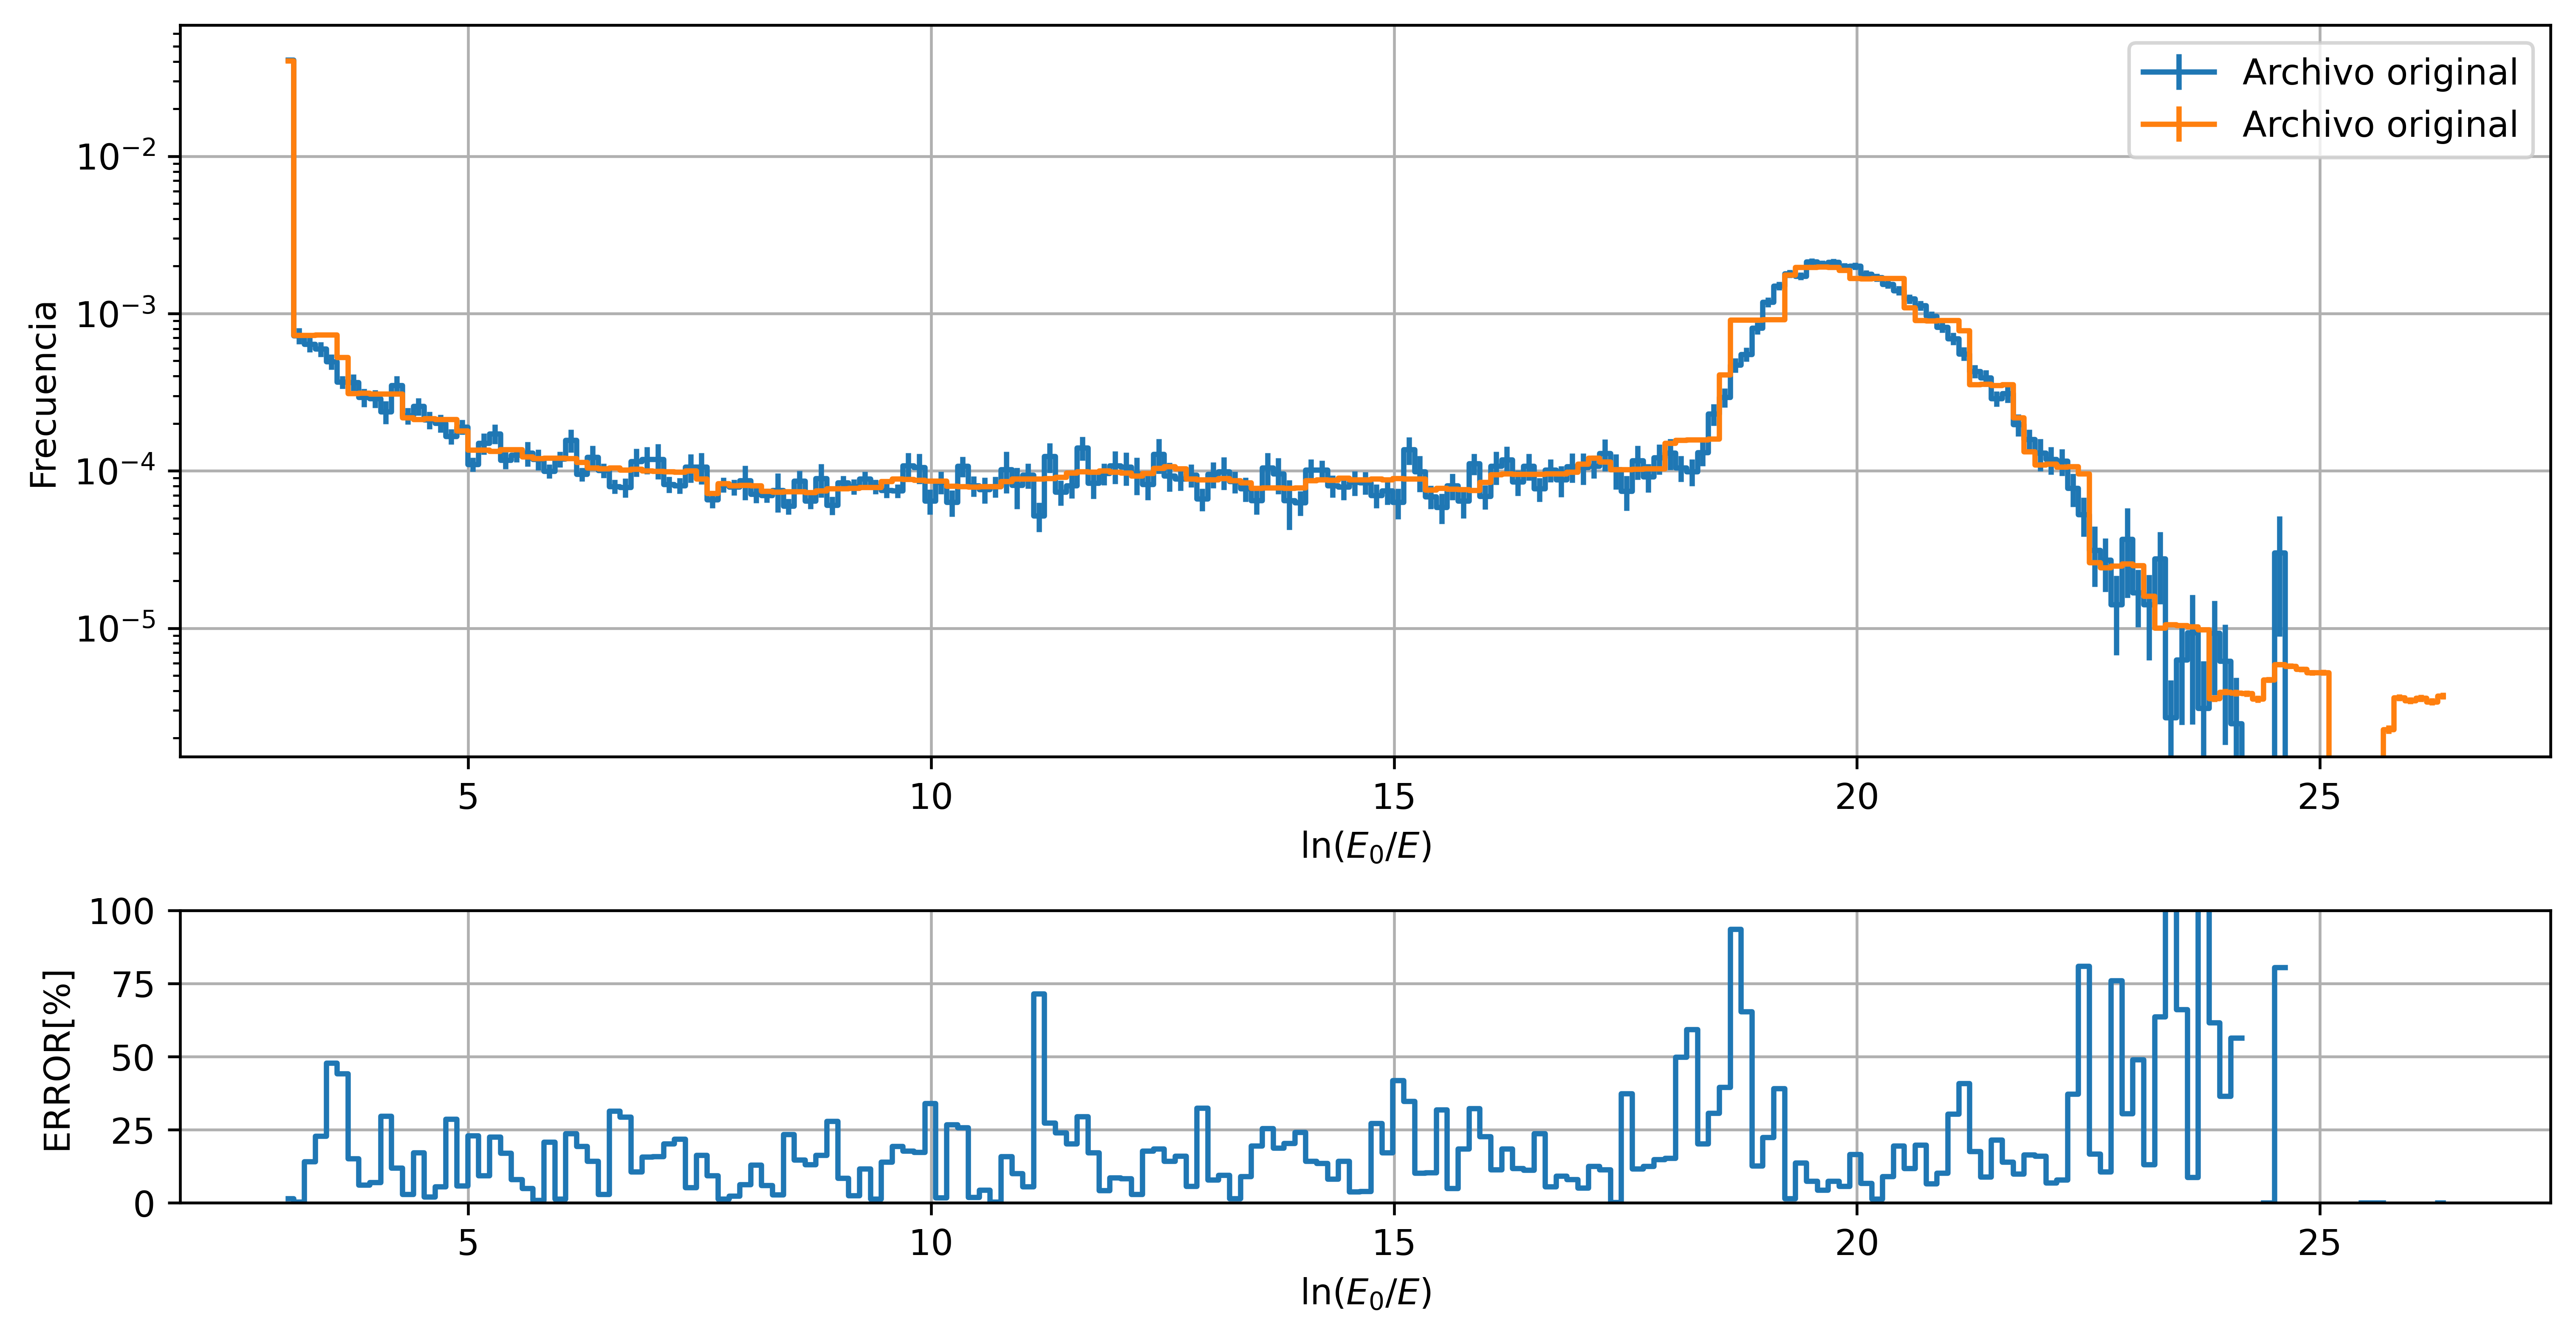 Archivo original
Archivo original
Frecuencia
10⁻²
10⁻³
10⁻⁴
10⁻⁵
5 10 15 20 25
ln(E₀/E)
ERROR[%]
100
75
50
25
0
5 10 15 20 25
ln(E₀/E)